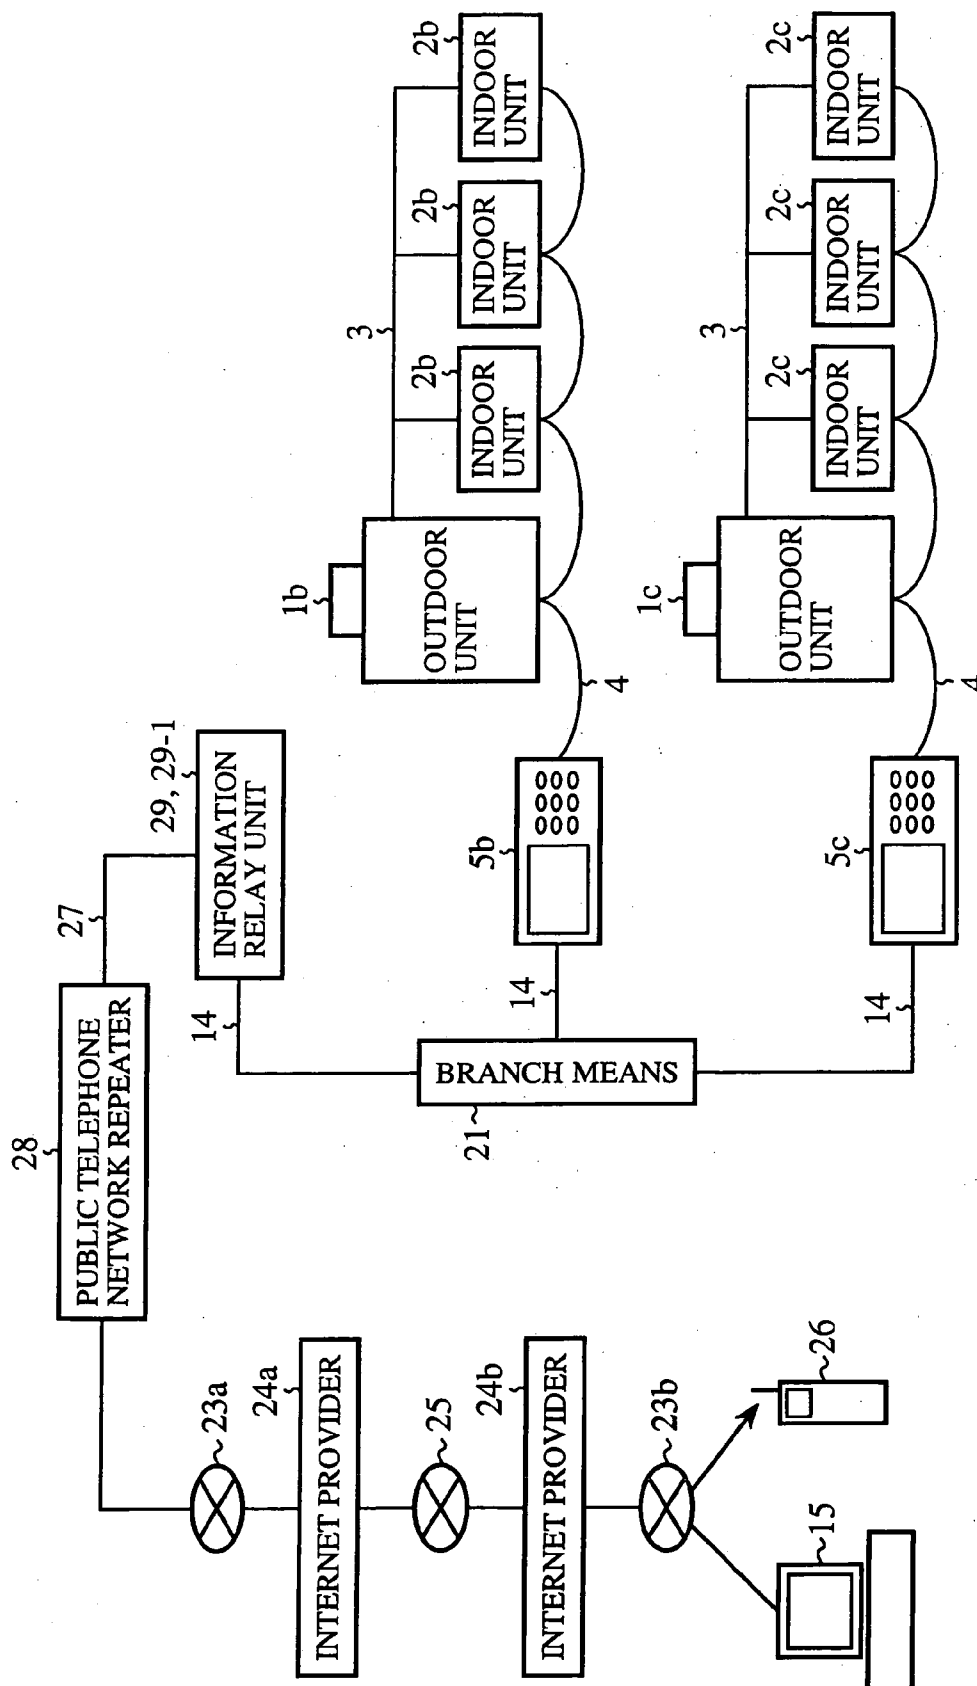 28
PUBLIC TELEPHONE
NETWORK REPEATER
27
29, 29-1
INFORMATION
RELAY UNIT
14
23a
24a
INTERNET PROVIDER
25
24b
INTERNET PROVIDER
23b
15
26
BRANCH MEANS
21
14
14
5b
5c
4
4
1b
OUTDOOR
UNIT
3
2b
INDOOR
UNIT
2b
INDOOR
UNIT
2b
INDOOR
UNIT
1c
OUTDOOR
UNIT
3
2c
INDOOR
UNIT
2c
INDOOR
UNIT
2c
INDOOR
UNIT